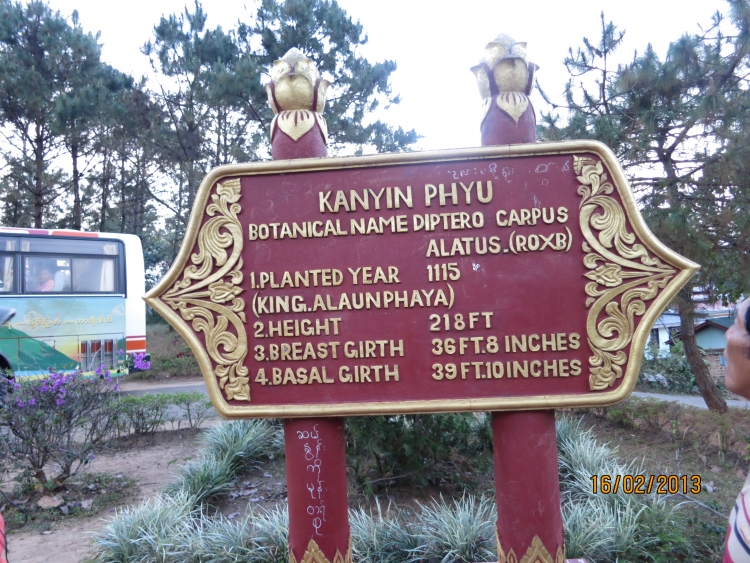 KANYIN PHYU
BOTANICAL NAME DIPTERO CARPUS
ALATUS.(ROXB)
1.PLANTED YEAR 1115
(KING.ALAUNPHAYA)
2.HEIGHT 218 FT
3.BREAST GIRTH 36 FT.8 INCHES
4.BASAL GIRTH 39 FT.10 INCHES
16/02/2013